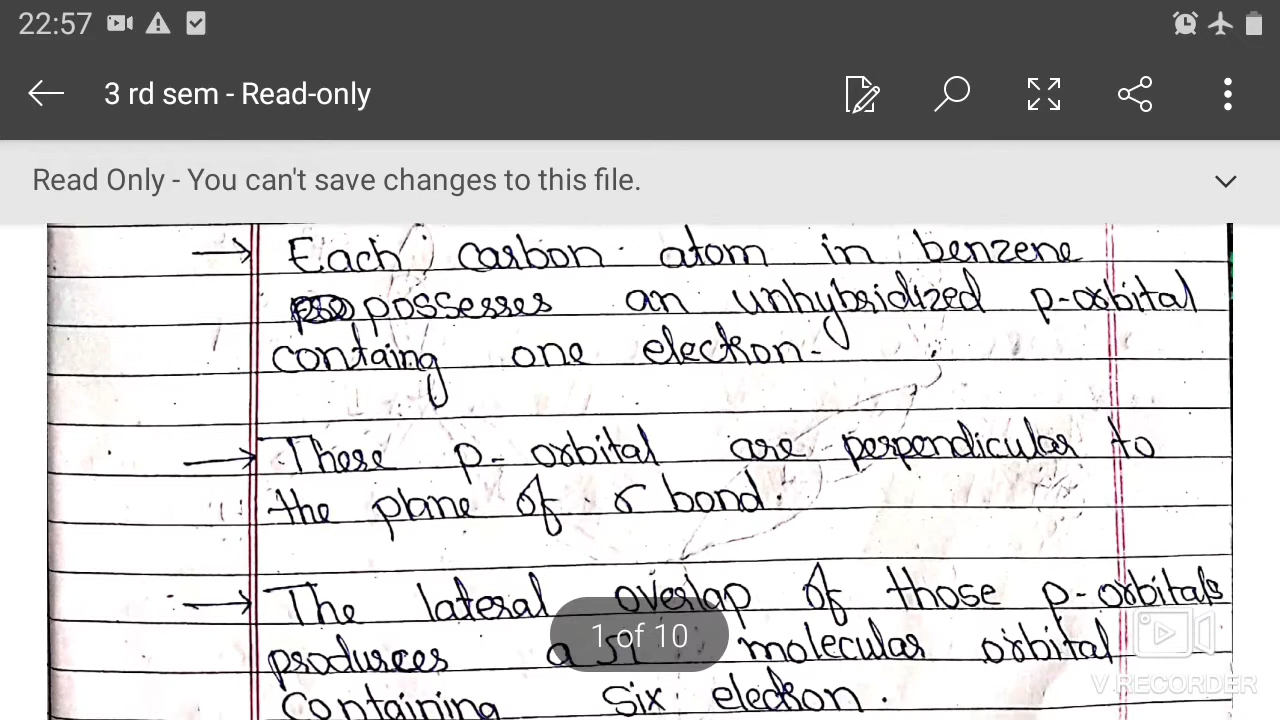 22:57
3 rd sem - Read-only
Read Only - You can't save changes to this file.
→ Each carbon atom in benzene
possesses an unhybridized p-orbital
containg one electron.
→ These p-orbital are perpendicular to
the plane of σ bond.
→ The lateral overlap of those p-orbitals
produces a π molecular orbital
Containing six electron.
1 of 10
V RECORDER